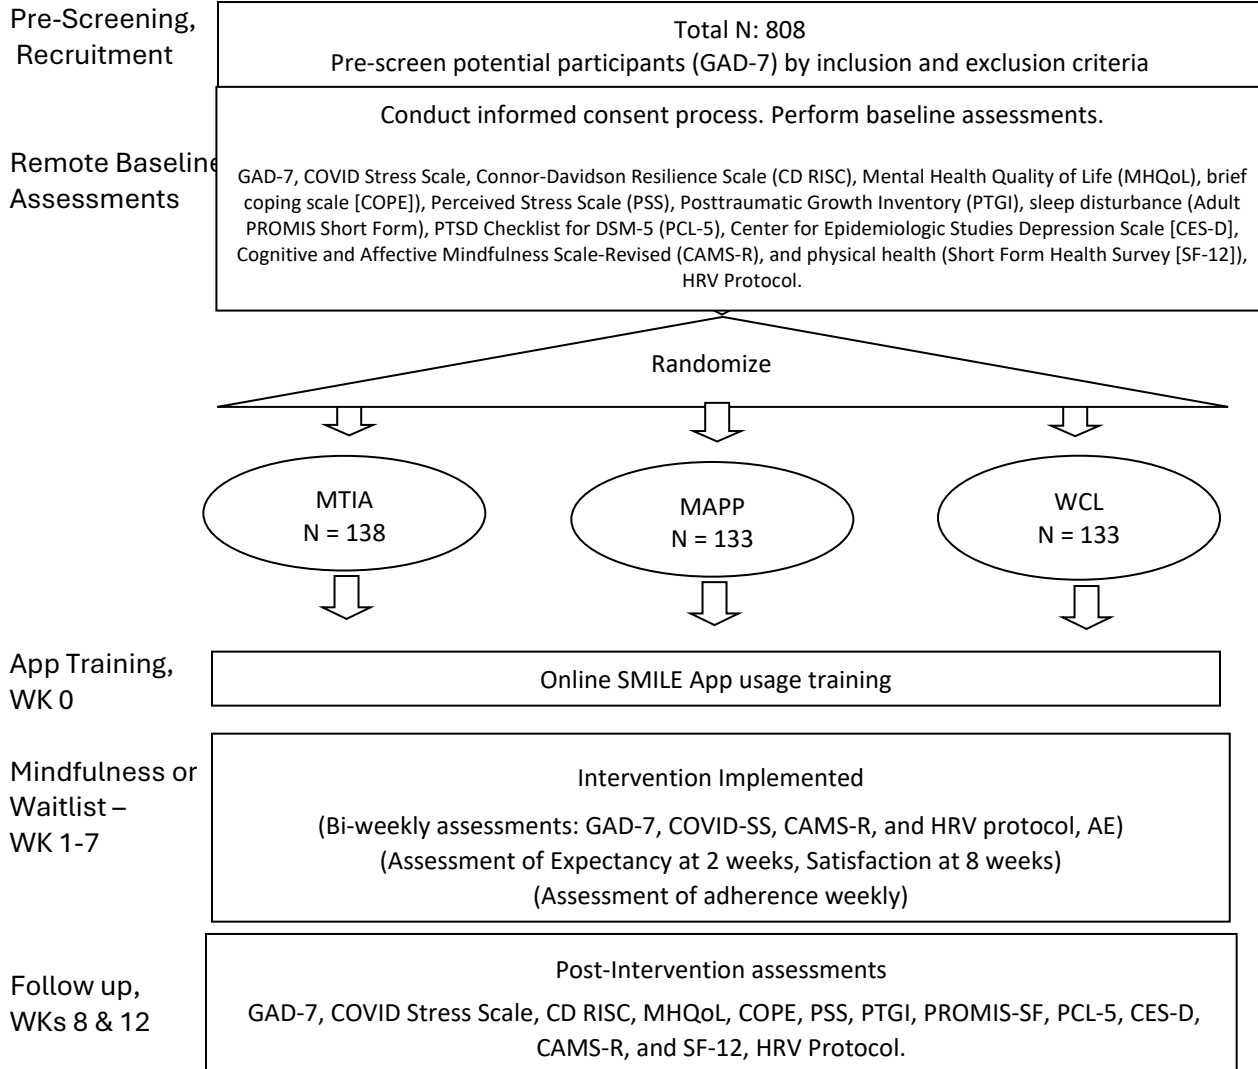 Pre-Screening,
Recruitment
Total N: 808
Pre-screen potential participants (GAD-7) by inclusion and exclusion criteria
Remote Baseline
Assessments
Conduct informed consent process. Perform baseline assessments.
GAD-7, COVID Stress Scale, Connor-Davidson Resilience Scale (CD RISC), Mental Health Quality of Life (MHQoL), brief
coping scale [COPE]), Perceived Stress Scale (PSS), Posttraumatic Growth Inventory (PTGI), sleep disturbance (Adult
PROMIS Short Form), PTSD Checklist for DSM-5 (PCL-5), Center for Epidemiologic Studies Depression Scale [CES-D],
Cognitive and Affective Mindfulness Scale-Revised (CAMS-R), and physical health (Short Form Health Survey [SF-12]),
HRV Protocol.
Randomize
MTIA
N = 138
MAPP
N = 133
WCL
N = 133
App Training,
WK 0
Online SMILE App usage training
Mindfulness or
Waitlist –
WK 1-7
Intervention Implemented
(Bi-weekly assessments: GAD-7, COVID-SS, CAMS-R, and HRV protocol, AE)
(Assessment of Expectancy at 2 weeks, Satisfaction at 8 weeks)
(Assessment of adherence weekly)
Follow up,
WKs 8 & 12
Post-Intervention assessments
GAD-7, COVID Stress Scale, CD RISC, MHQoL, COPE, PSS, PTGI, PROMIS-SF, PCL-5, CES-D,
CAMS-R, and SF-12, HRV Protocol.